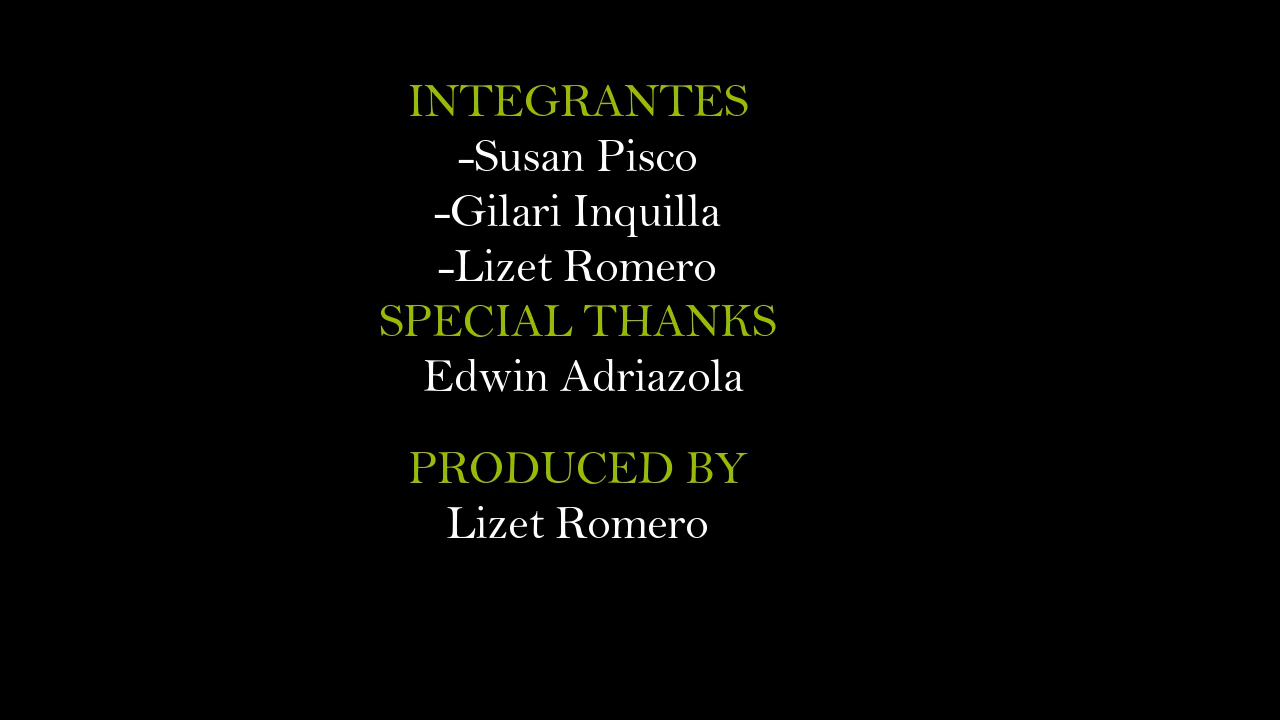 INTEGRANTES
-Susan Pisco
-Gilari Inquilla
-Lizet Romero
SPECIAL THANKS
Edwin Adriazola
PRODUCED BY
Lizet Romero